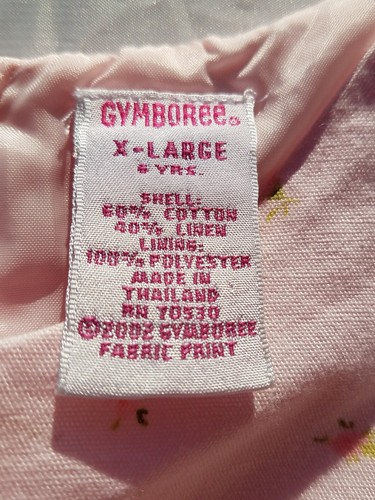 GYMBOREE
X-LARGE
6 YRS.
SHELL:
60% COTTON
40% LINEN
LINING:
100% POLYESTER
MADE IN
THAILAND
RN 70530
©2002 GYMBOREE
FABRIC PRINT